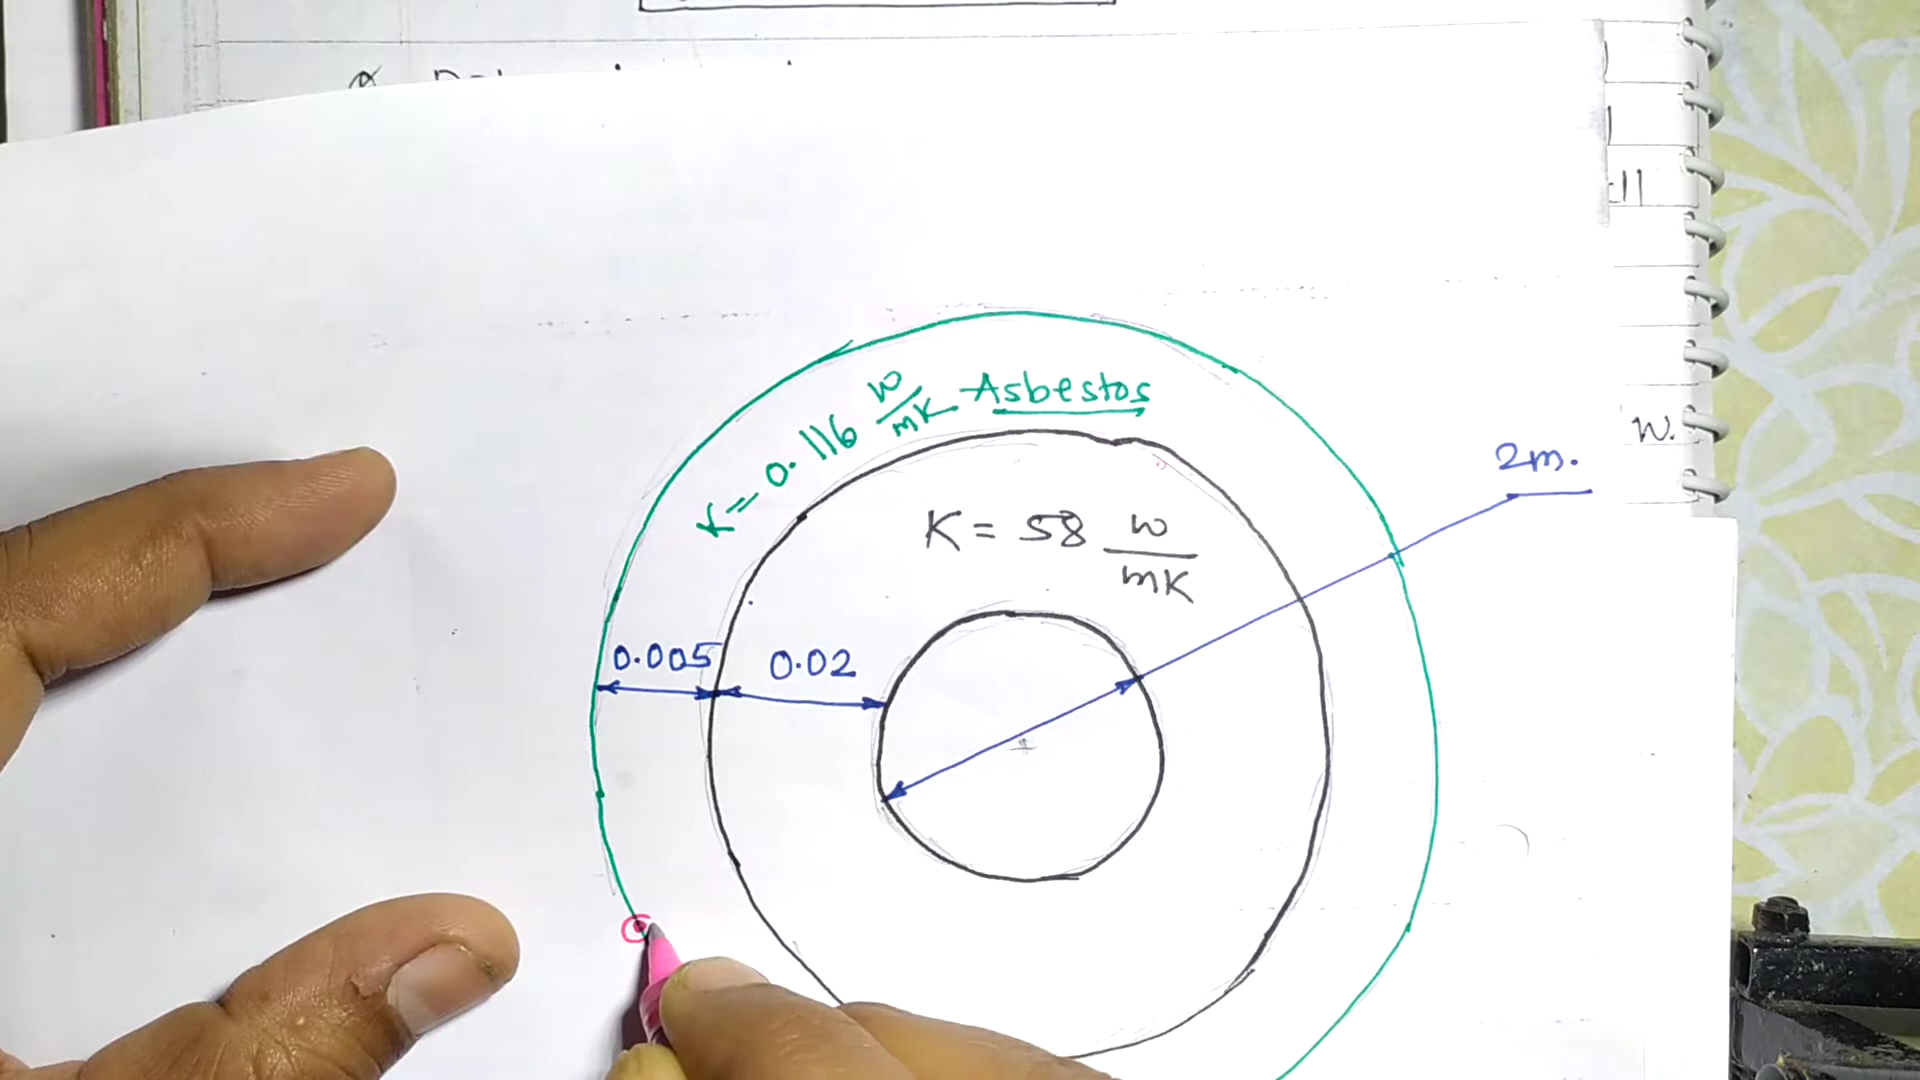 K = 0.116 w/mK Asbestos
2m.
w.
K = 58 w/mK
0.005
0.02